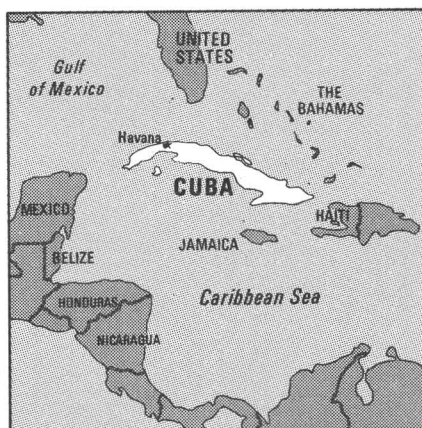 UNITED
STATES
Gulf
of Mexico
THE
BAHAMAS
Havana
CUBA
MEXICO
HAITI
JAMAICA
BELIZE
Caribbean Sea
HONDURAS
NICARAGUA